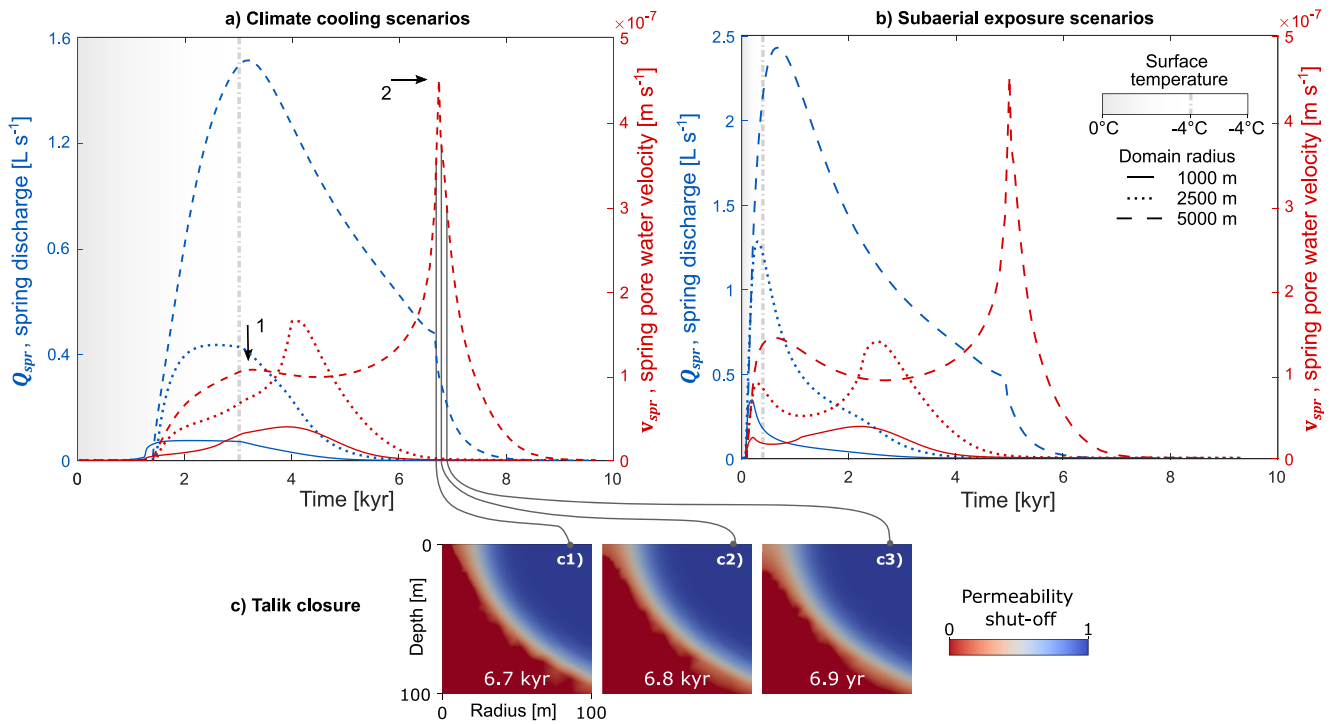 a) Climate cooling scenarios
×10⁻⁷
1.6
1.2
0.6
0.4
0
5
4
3
2
1
0
Q_spr, spring discharge [L s⁻¹]
v_spr, spring pore water velocity [m s⁻¹]
1
2
0 2 4 6 8 10
Time [kyr]
b) Subaerial exposure scenarios
×10⁻⁷
2.5
2
1.5
1
0.5
0
5
4
3
2
1
0
Q_spr, spring discharge [L s⁻¹]
v_spr, spring pore water velocity [m s⁻¹]
Surface
temperature
0°C -4°C -4°C
Domain radius
1000 m
2500 m
5000 m
0 2 4 6 8 10
Time [kyr]
c) Talik closure
0
Depth [m]
100
c1)
6.7 kyr
c2)
6.8 kyr
c3)
6.9 yr
0 Radius [m] 100
Permeability
shut-off
0 1